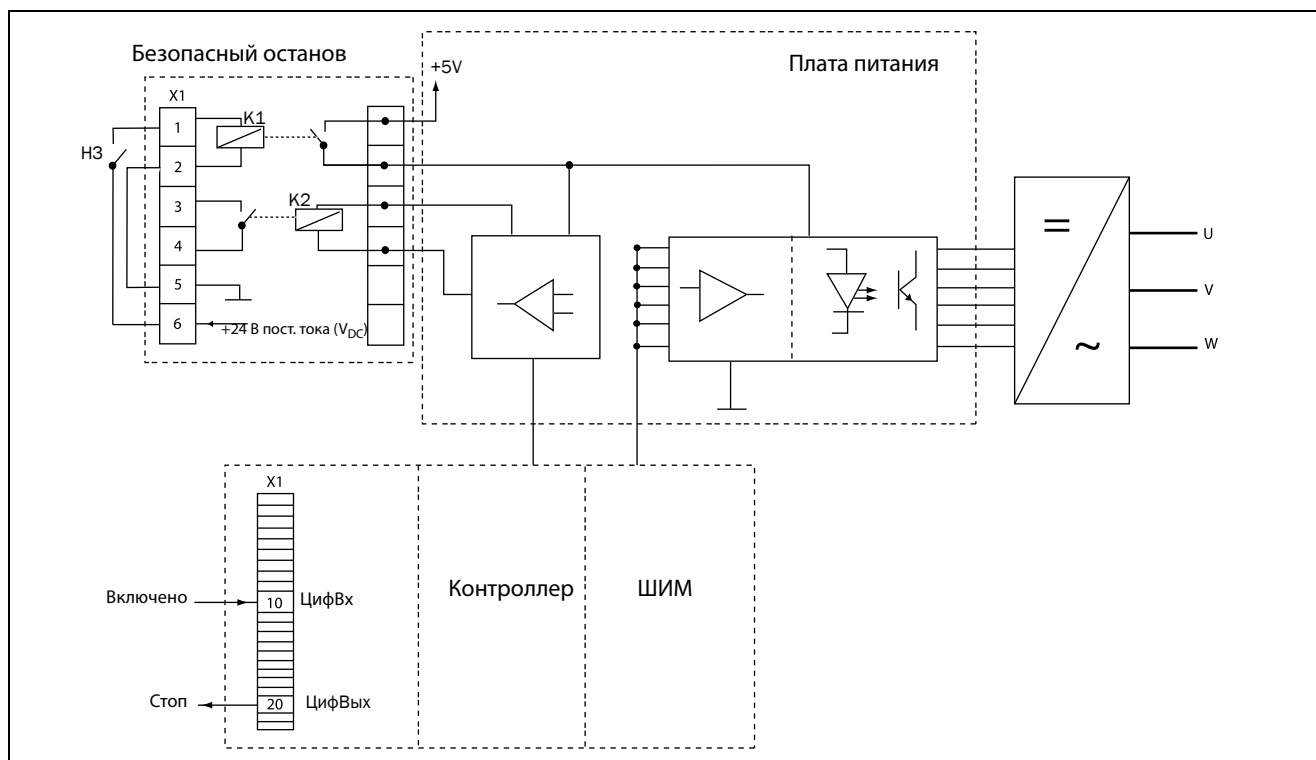 Безопасный останов
Плата питания
+5V
X1
K1
1
НЗ
2
K2
3
4
5
6
+24 В пост. тока (V_DC)
=
~
U
V
W
X1
Включено
10
ЦифВх
Контроллер
ШИМ
Стоп
20
ЦифВых